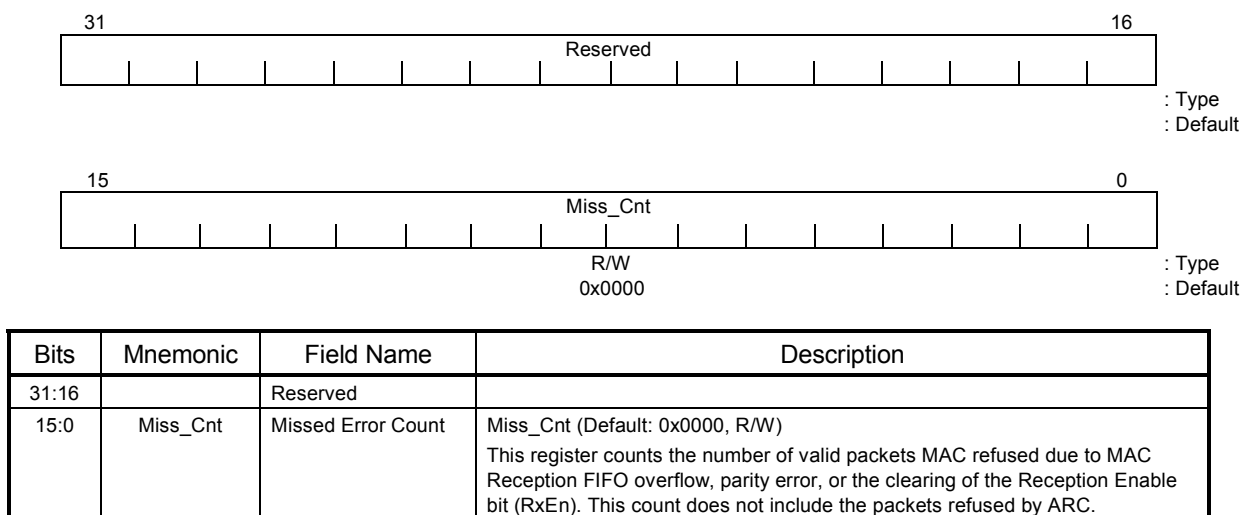 31 16
Reserved
: Type
: Default
15 0
Miss_Cnt
R/W : Type
0x0000 : Default
Bits Mnemonic Field Name Description
31:16 Reserved
15:0 Miss_Cnt Missed Error Count Miss_Cnt (Default: 0x0000, R/W)
This register counts the number of valid packets MAC refused due to MAC
Reception FIFO overflow, parity error, or the clearing of the Reception Enable
bit (RxEn). This count does not include the packets refused by ARC.